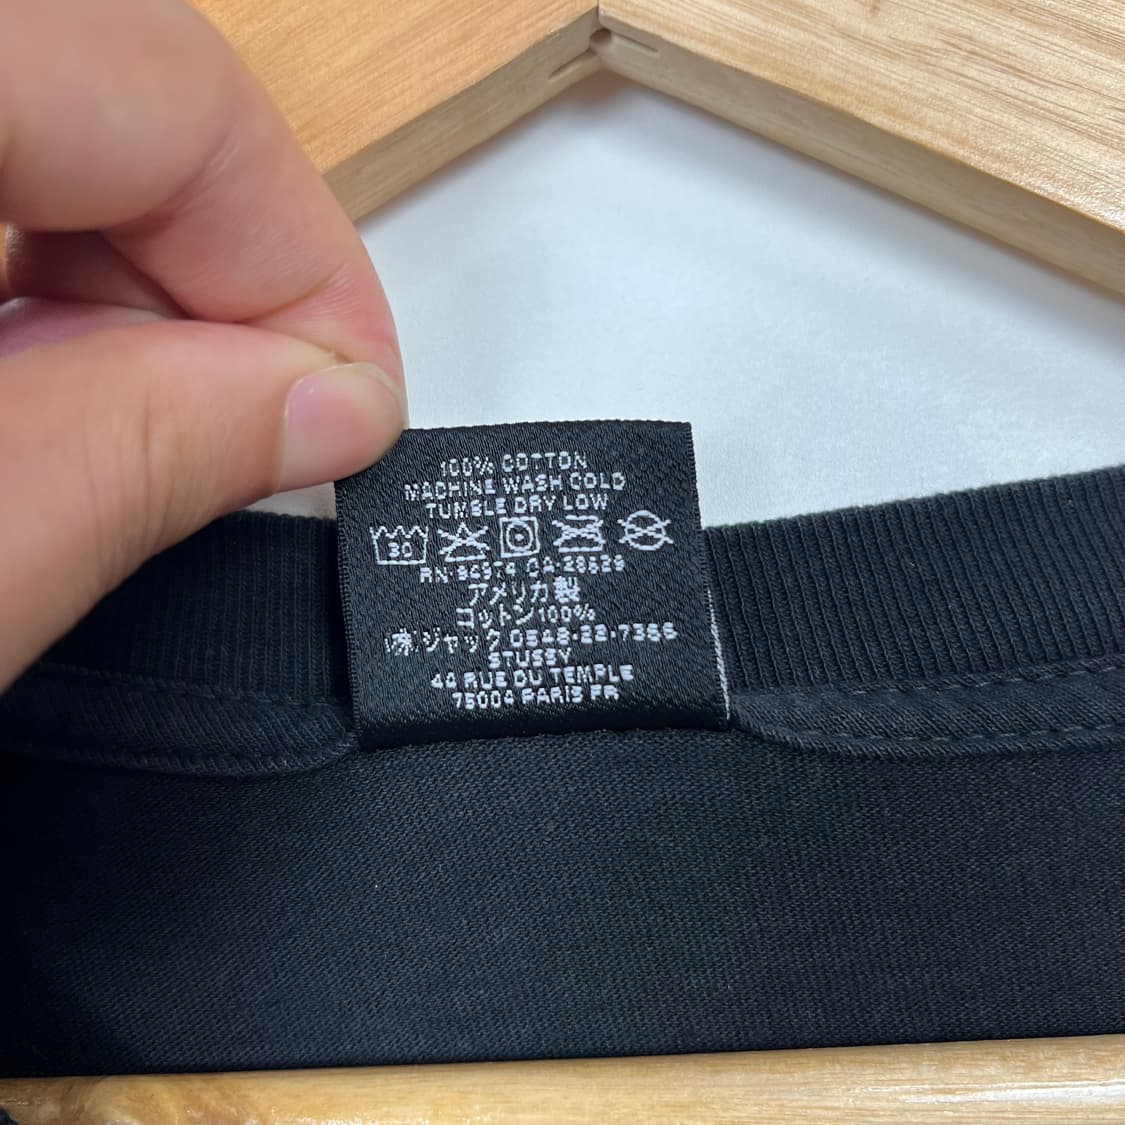 100% COTTON
MACHINE WASH COLD
TUMBLE DRY LOW
30
RN 94974 CA 28629
アメリカ製
コットン100%
(株)ジャック 0548-22-7366
STUSSY
44 RUE DU TEMPLE
75004 PARIS FR